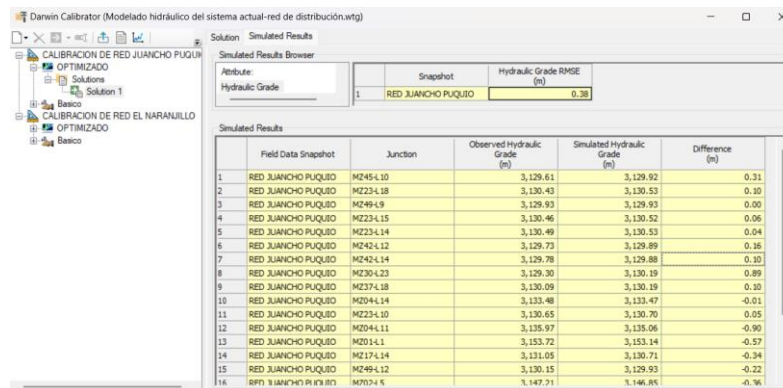 Darwin Calibrator (Modelado hidráulico del sistema actual-red de distribución.wtg)
CALIBRACION DE RED JUANCHO PUQUI
OPTIMIZADO
Solutions
Solution 1
Basico
CALIBRACION DE RED EL NARANJILLO
OPTIMIZADO
Basico
Solution Simulated Results
Simulated Results Browser
Attribute:
Hydraulic Grade
Snapshot Hydraulic Grade RMSE (m)
1 RED JUANCHO PUQUIO 0.38
Simulated Results
Field Data Snapshot Junction Observed Hydraulic Grade (m) Simulated Hydraulic Grade (m) Difference (m)
1 RED JUANCHO PUQUIO MZ45-L10 3,129.61 3,129.92 0.31
2 RED JUANCHO PUQUIO MZ23-L18 3,130.43 3,130.53 0.10
3 RED JUANCHO PUQUIO MZ49-L9 3,129.93 3,129.93 0.00
4 RED JUANCHO PUQUIO MZ23-L15 3,130.46 3,130.52 0.06
5 RED JUANCHO PUQUIO MZ23-L14 3,130.49 3,130.53 0.04
6 RED JUANCHO PUQUIO MZ42-L12 3,129.73 3,129.89 0.16
7 RED JUANCHO PUQUIO MZ42-L14 3,129.78 3,129.88 0.10
8 RED JUANCHO PUQUIO MZ30-L23 3,129.30 3,130.19 0.89
9 RED JUANCHO PUQUIO MZ37-L18 3,130.09 3,130.19 0.10
10 RED JUANCHO PUQUIO MZ04-L14 3,133.48 3,133.47 -0.01
11 RED JUANCHO PUQUIO MZ23-L10 3,130.65 3,130.70 0.05
12 RED JUANCHO PUQUIO MZ04-L11 3,135.97 3,135.06 -0.90
13 RED JUANCHO PUQUIO MZ01-L1 3,153.72 3,153.14 -0.57
14 RED JUANCHO PUQUIO MZ17-L14 3,131.05 3,130.71 -0.34
15 RED JUANCHO PUQUIO MZ49-L12 3,130.15 3,129.93 -0.22
16 RED JUANCHO PUQUIO MZ02-L5 3,147.21 3,146.85 -0.36